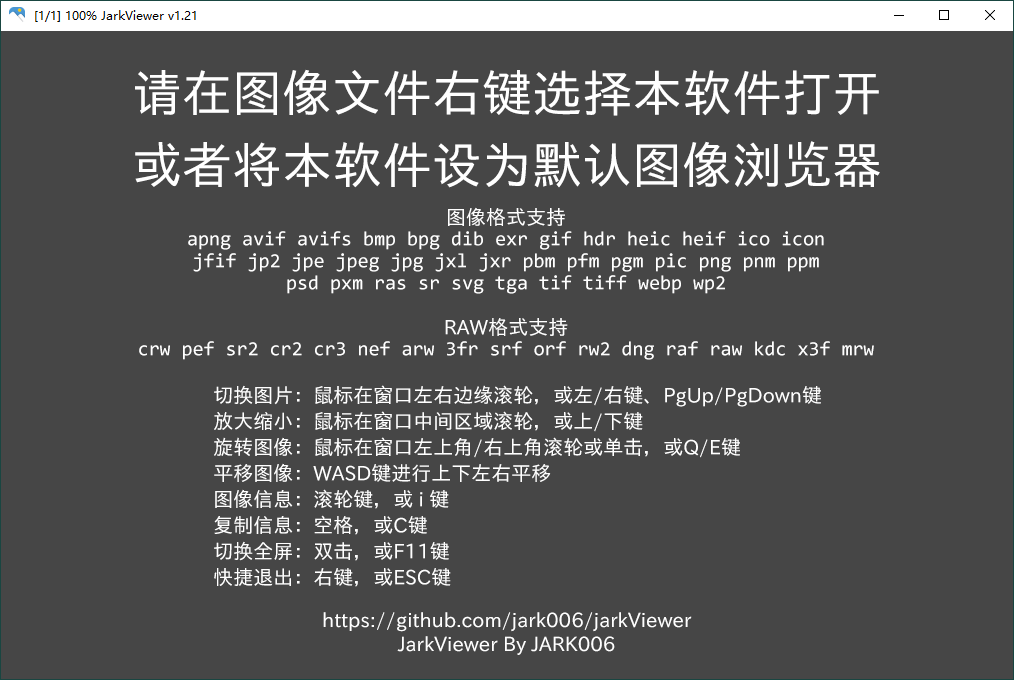 [1/1] 100% JarkViewer v1.21
请在图像文件右键选择本软件打开
或者将本软件设为默认图像浏览器
图像格式支持
apng avif avifs bmp bpg dib exr gif hdr heic heif ico icon
jfif jp2 jpe jpeg jpg jxl jxr pbm pfm pgm pic png pnm ppm
psd pxm ras sr svg tga tif tiff webp wp2
RAW格式支持
crw pef sr2 cr2 cr3 nef arw 3fr srf orf rw2 dng raf raw kdc x3f mrw
切换图片：鼠标在窗口左右边缘滚轮，或左/右键、PgUp/PgDown键
放大缩小：鼠标在窗口中间区域滚轮，或上/下键
旋转图像：鼠标在窗口左上角/右上角滚轮或单击，或Q/E键
平移图像：WASD键进行上下左右平移
图像信息：滚轮键，或 i 键
复制信息：空格，或C键
切换全屏：双击，或F11键
快捷退出：右键，或ESC键
https://github.com/jark006/jarkViewer
JarkViewer By JARK006